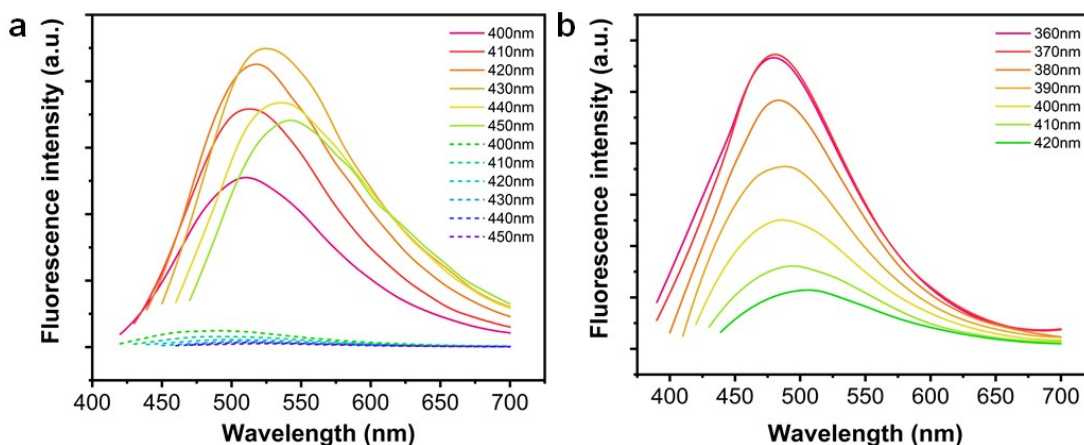 a
Fluorescence intensity (a.u.)
400nm
410nm
420nm
430nm
440nm
450nm
400nm
410nm
420nm
430nm
440nm
450nm
400 450 500 550 600 650 700
Wavelength (nm)
b
Fluorescence intensity (a.u.)
360nm
370nm
380nm
390nm
400nm
410nm
420nm
400 450 500 550 600 650 700
Wavelength (nm)